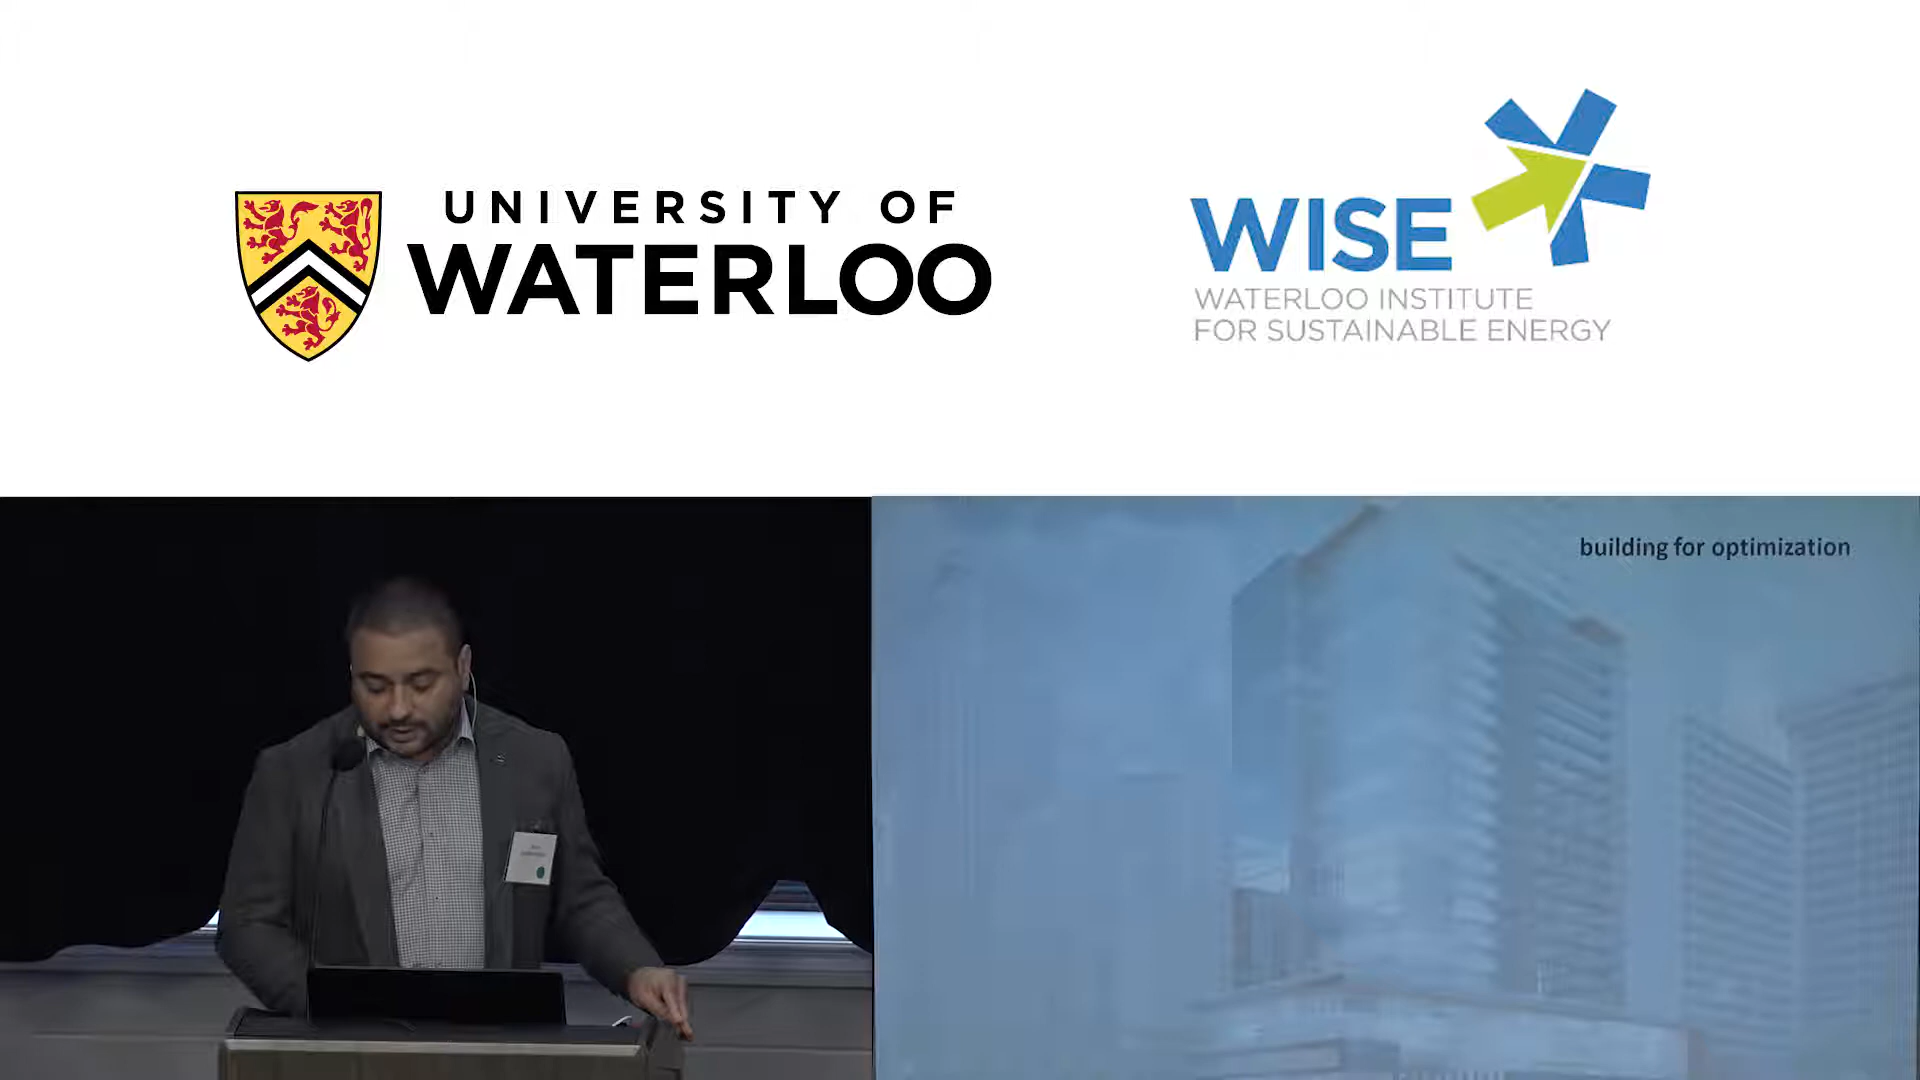 UNIVERSITY OF
WATERLOO
WISE
WATERLOO INSTITUTE
FOR SUSTAINABLE ENERGY
building for optimization